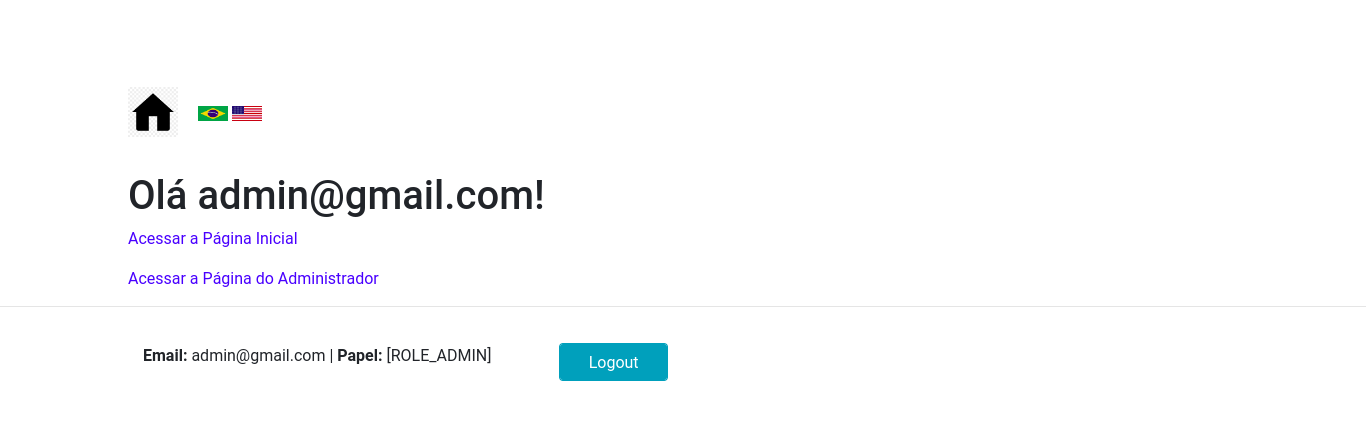 Olá admin@gmail.com!
Acessar a Página Inicial
Acessar a Página do Administrador
Email: admin@gmail.com | Papel: [ROLE_ADMIN]
Logout